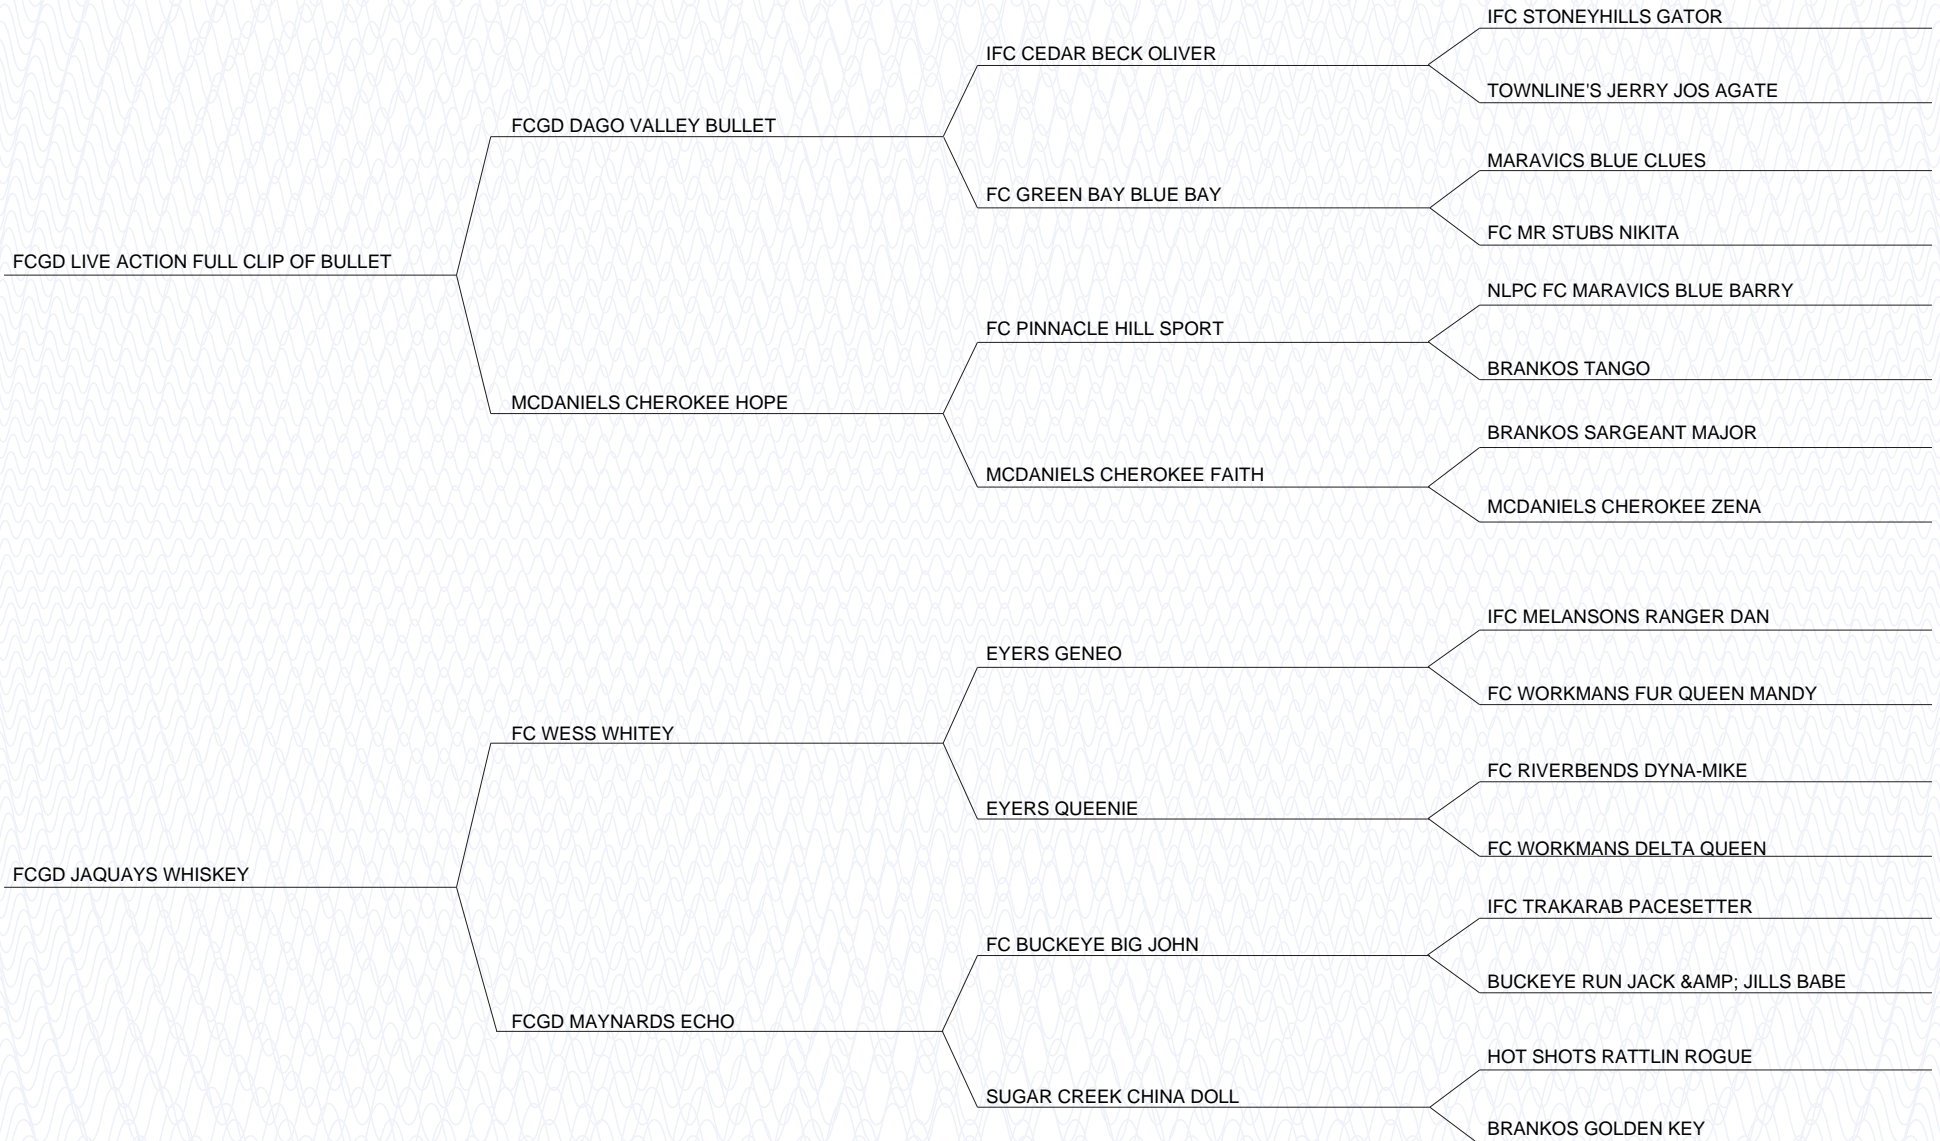 IFC STONEYHILLS GATOR
IFC CEDAR BECK OLIVER
TOWNLINE'S JERRY JOS AGATE
FCGD DAGO VALLEY BULLET
MARAVICS BLUE CLUES
FC GREEN BAY BLUE BAY
FC MR STUBS NIKITA
FCGD LIVE ACTION FULL CLIP OF BULLET
NLPC FC MARAVICS BLUE BARRY
FC PINNACLE HILL SPORT
BRANKOS TANGO
MCDANIELS CHEROKEE HOPE
BRANKOS SARGEANT MAJOR
MCDANIELS CHEROKEE FAITH
MCDANIELS CHEROKEE ZENA
IFC MELANSONS RANGER DAN
EYERS GENEO
FC WORKMANS FUR QUEEN MANDY
FC WESS WHITEY
FC RIVERBENDS DYNA-MIKE
EYERS QUEENIE
FC WORKMANS DELTA QUEEN
FCGD JAQUAYS WHISKEY
IFC TRAKARAB PACESETTER
FC BUCKEYE BIG JOHN
BUCKEYE RUN JACK &AMP; JILLS BABE
FCGD MAYNARDS ECHO
HOT SHOTS RATTLIN ROGUE
SUGAR CREEK CHINA DOLL
BRANKOS GOLDEN KEY